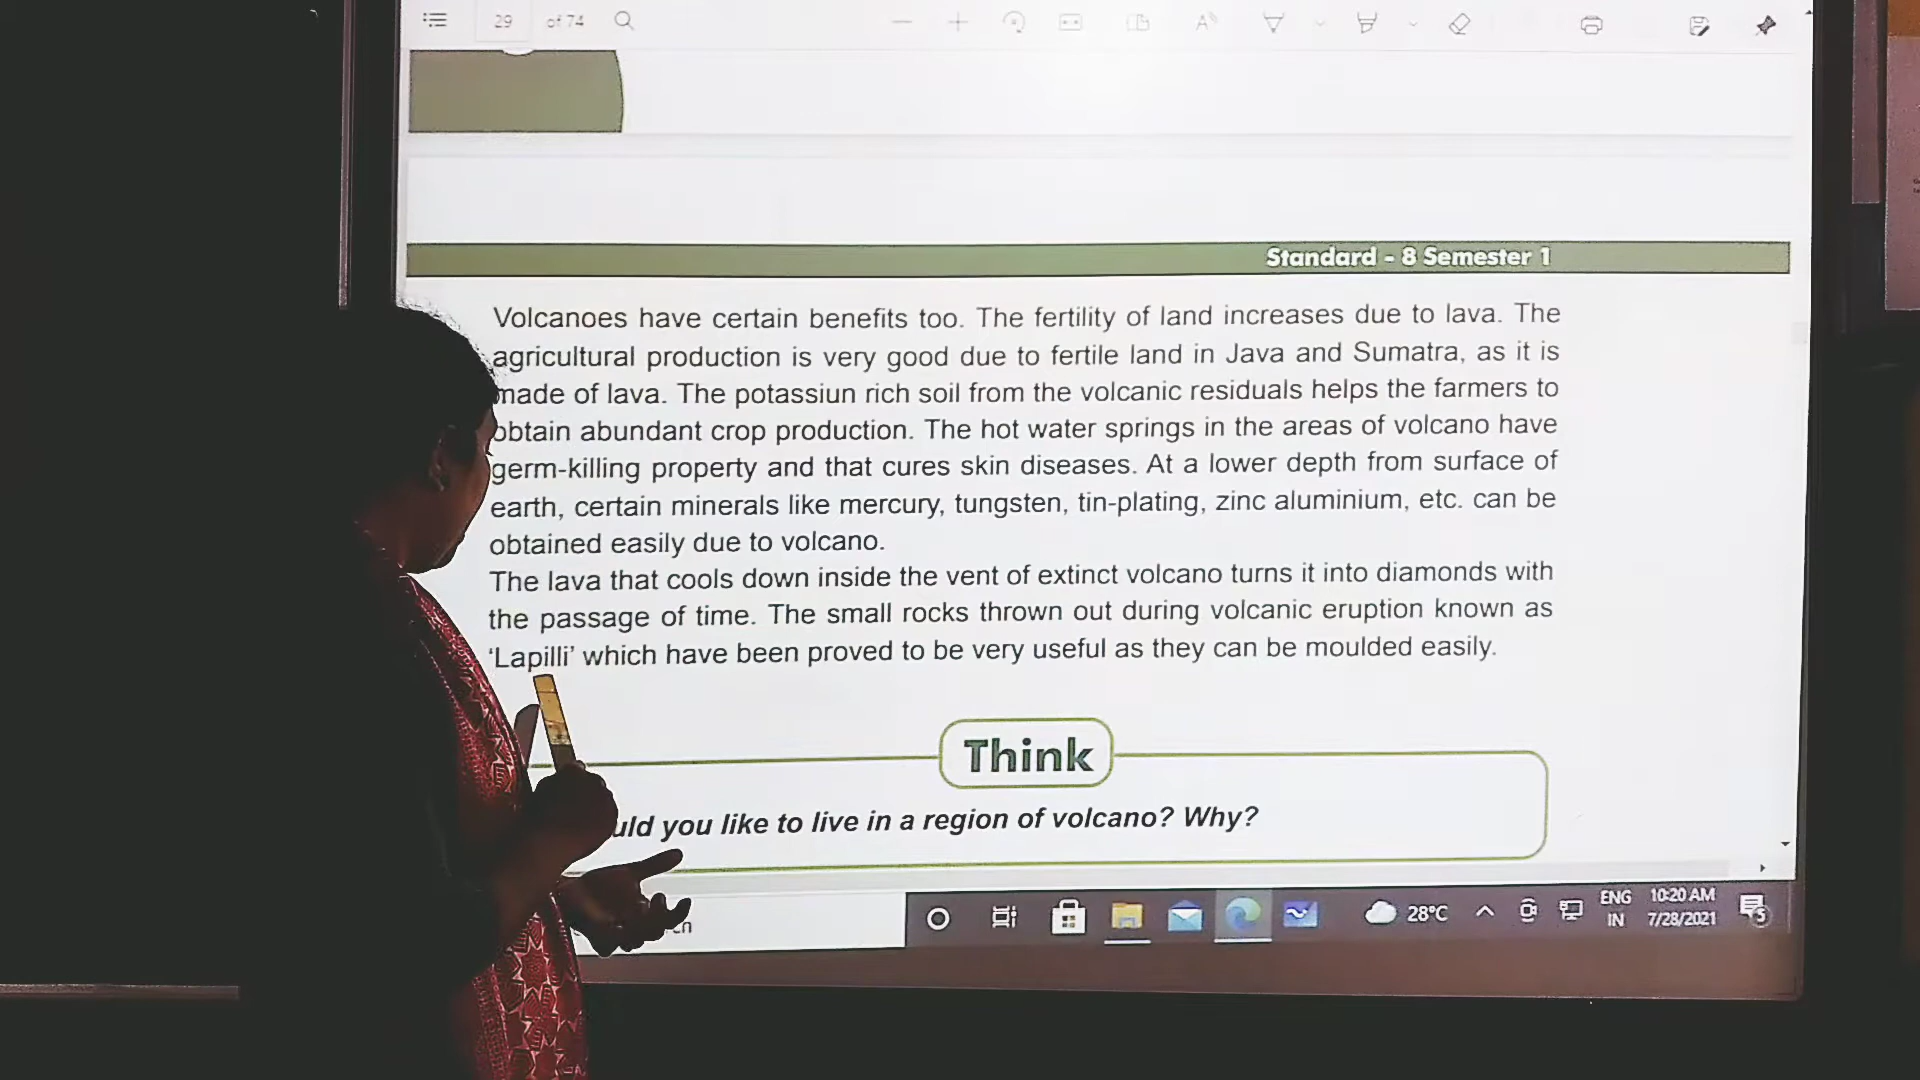 29 of 74
Standard - 8 Semester 1
Volcanoes have certain benefits too. The fertility of land increases due to lava. The
agricultural production is very good due to fertile land in Java and Sumatra, as it is
made of lava. The potassiun rich soil from the volcanic residuals helps the farmers to
obtain abundant crop production. The hot water springs in the areas of volcano have
germ-killing property and that cures skin diseases. At a lower depth from surface of
earth, certain minerals like mercury, tungsten, tin-plating, zinc aluminium, etc. can be
obtained easily due to volcano.
The lava that cools down inside the vent of extinct volcano turns it into diamonds with
the passage of time. The small rocks thrown out during volcanic eruption known as
‘Lapilli’ which have been proved to be very useful as they can be moulded easily.
Think
you like to live in a region of volcano? Why?
28°C
ENG 10:20 AM
IN 7/28/2021
5